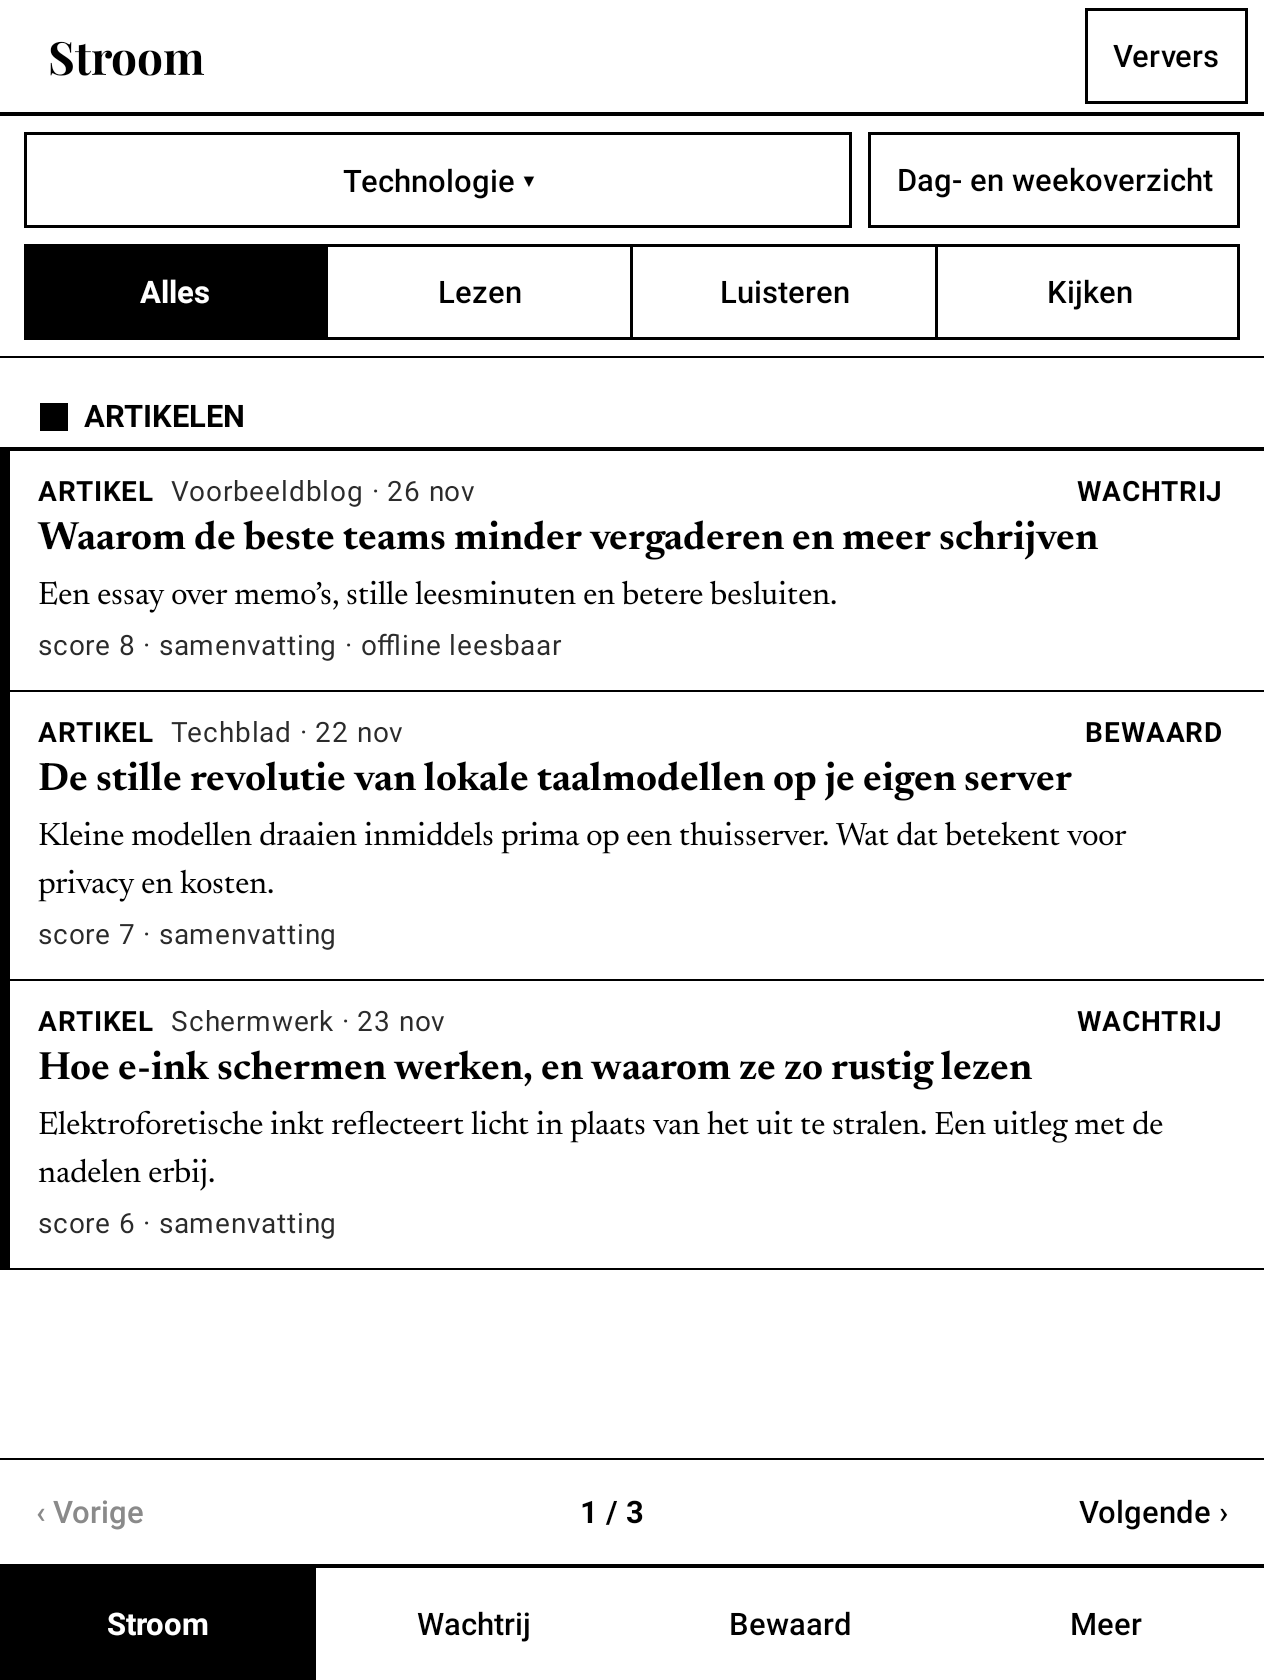 Stroom
Ververs
Technologie ▾
Dag- en weekoverzicht
Alles
Lezen
Luisteren
Kijken
ARTIKELEN
ARTIKEL Voorbeeldblog · 26 nov
WACHTRIJ
Waarom de beste teams minder vergaderen en meer schrijven
Een essay over memo’s, stille leesminuten en betere besluiten.
score 8 · samenvatting · offline leesbaar
ARTIKEL Techblad · 22 nov
BEWAARD
De stille revolutie van lokale taalmodellen op je eigen server
Kleine modellen draaien inmiddels prima op een thuisserver. Wat dat betekent voor
privacy en kosten.
score 7 · samenvatting
ARTIKEL Schermwerk · 23 nov
WACHTRIJ
Hoe e-ink schermen werken, en waarom ze zo rustig lezen
Elektroforetische inkt reflecteert licht in plaats van het uit te stralen. Een uitleg met de
nadelen erbij.
score 6 · samenvatting
‹ Vorige
1 / 3
Volgende ›
Stroom
Wachtrij
Bewaard
Meer